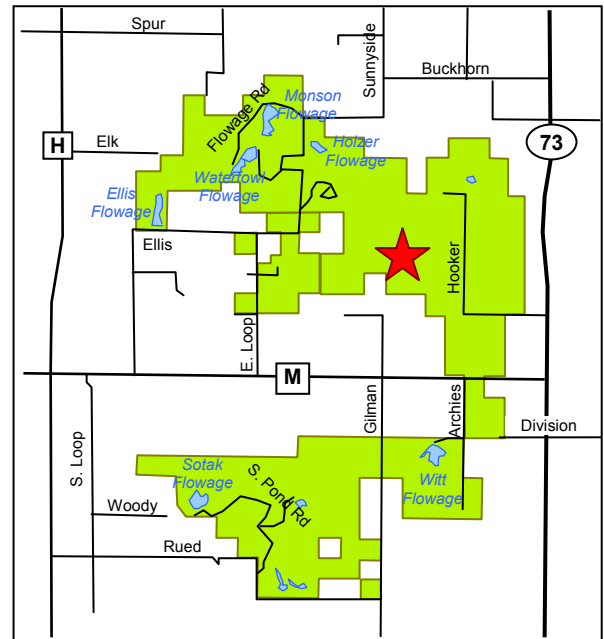 Spur
Sunnyside
Buckhorn
Flowage Rd
Monson
Flowage
H
Elk
73
Holzer
Flowage
Watertowl
Flowage
Ellis
Flowage
Ellis
Hooker
E. Loop
M
Gilman
Archies
Division
S. Loop
Sotak
Flowage
S. Pond Rd
Witt
Flowage
Woody
Rued